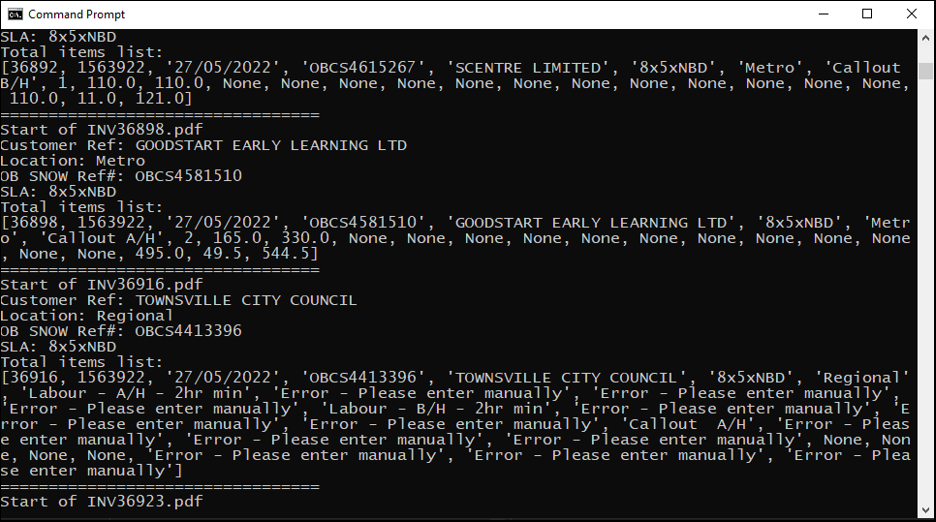 Command Prompt
SLA: 8x5xNBD
Total items list:
[36892, 1563922, '27/05/2022', 'OBCS4615267', 'SCENTRE LIMITED', '8x5xNBD', 'Metro', 'Callout
B/H', 1, 110.0, 110.0, None, None, None, None, None, None, None, None, None, None, None, None,
 110.0, 11.0, 121.0]
==================================
Start of INV36898.pdf
Customer Ref: GOODSTART EARLY LEARNING LTD
Location: Metro
OB SNOW Ref#: OBCS4581510
SLA: 8x5xNBD
Total items list:
[36898, 1563922, '27/05/2022', 'OBCS4581510', 'GOODSTART EARLY LEARNING LTD', '8x5xNBD', 'Metr
o', 'Callout A/H', 2, 165.0, 330.0, None, None, None, None, None, None, None, None, None, None
, None, None, 495.0, 49.5, 544.5]
==================================
Start of INV36916.pdf
Customer Ref: TOWNSVILLE CITY COUNCIL
Location: Regional
OB SNOW Ref#: OBCS4413396
SLA: 8x5xNBD
Total items list:
[36916, 1563922, '27/05/2022', 'OBCS4413396', 'TOWNSVILLE CITY COUNCIL', '8x5xNBD', 'Regional'
, 'Labour - A/H - 2hr min', 'Error - Please enter manually', 'Error - Please enter manually',
'Error - Please enter manually', 'Labour - B/H - 2hr min', 'Error - Please enter manually', 'E
rror - Please enter manually', 'Error - Please enter manually', 'Callout  A/H', 'Error - Pleas
e enter manually', 'Error - Please enter manually', 'Error - Please enter manually', None, Non
e, None, None, 'Error - Please enter manually', 'Error - Please enter manually', 'Error - Plea
se enter manually']
==================================
Start of INV36923.pdf